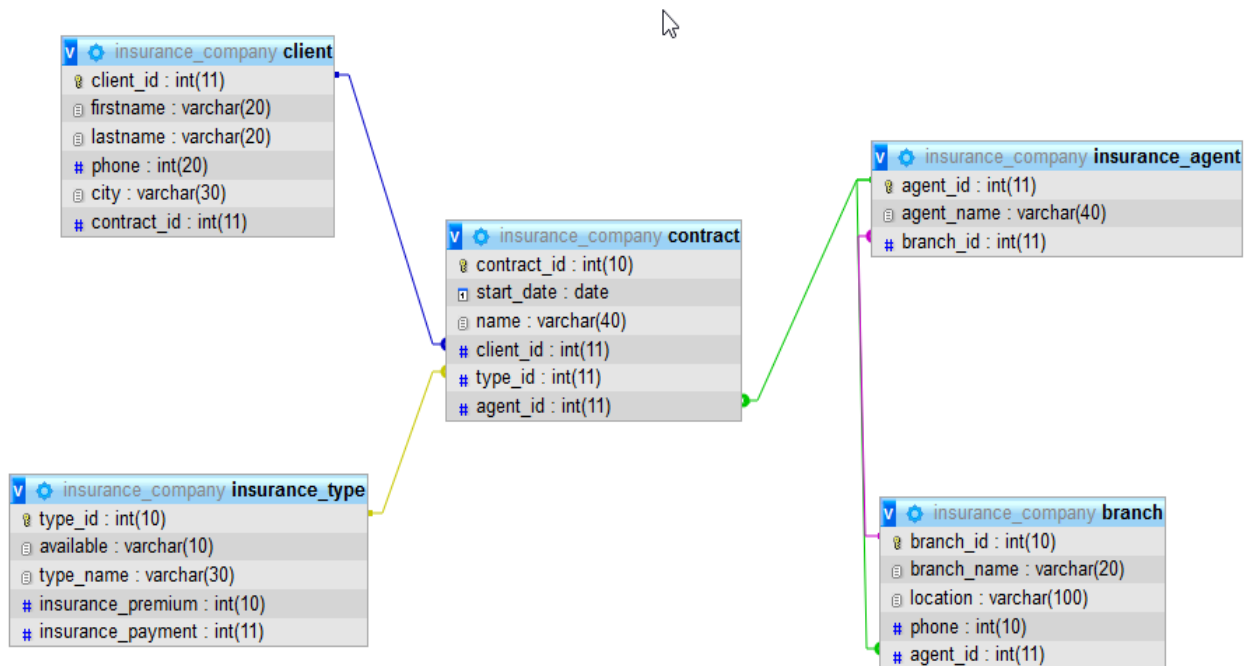 v insurance_company client
client_id : int(11)
firstname : varchar(20)
lastname : varchar(20)
# phone : int(20)
city : varchar(30)
# contract_id : int(11)
v insurance_company contract
contract_id : int(10)
start_date : date
name : varchar(40)
# client_id : int(11)
# type_id : int(11)
# agent_id : int(11)
v insurance_company insurance_agent
agent_id : int(11)
agent_name : varchar(40)
# branch_id : int(11)
v insurance_company insurance_type
type_id : int(10)
available : varchar(10)
type_name : varchar(30)
# insurance_premium : int(10)
# insurance_payment : int(11)
v insurance_company branch
branch_id : int(10)
branch_name : varchar(20)
location : varchar(100)
# phone : int(10)
# agent_id : int(11)